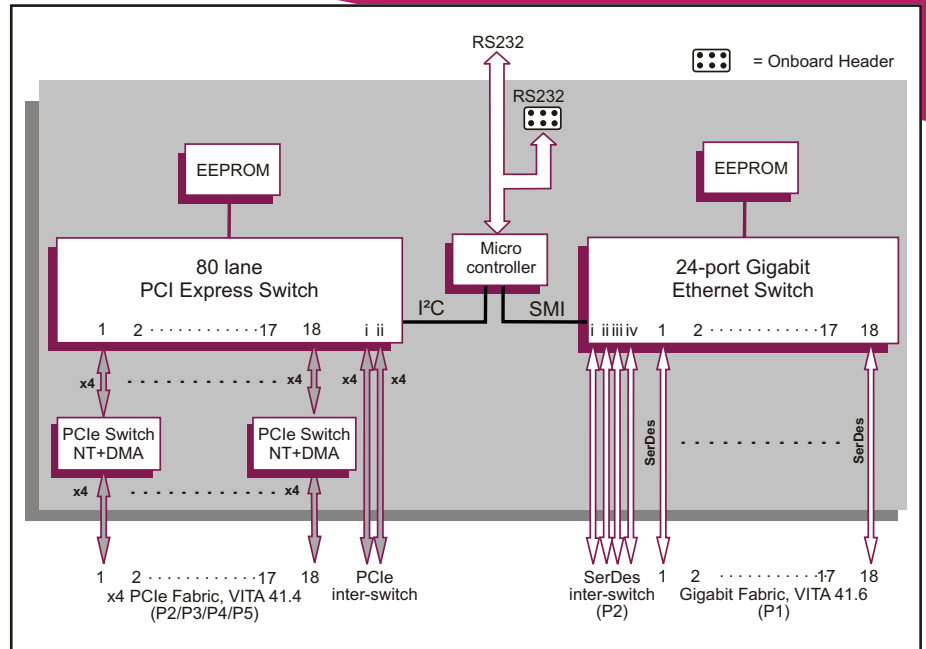 RS232
= Onboard Header
RS232
EEPROM
EEPROM
Micro
controller
80 lane
PCI Express Switch
24-port Gigabit
Ethernet Switch
I²C
SMI
1 2 ············ 17 18 i ii
i ii iii iv 1 2 ············ 17 18
x4 - - - - - - - - - - - x4 x4 x4
PCIe Switch
NT+DMA
PCIe Switch
NT+DMA
SerDes
SerDes
x4 - - - - - - - - - - - x4
1 2 ············ 17 18
x4 PCIe Fabric, VITA 41.4
(P2/P3/P4/P5)
PCIe
inter-switch
SerDes
inter-switch
(P2)
1 2 ············ 17 18
Gigabit Fabric, VITA 41.6
(P1)